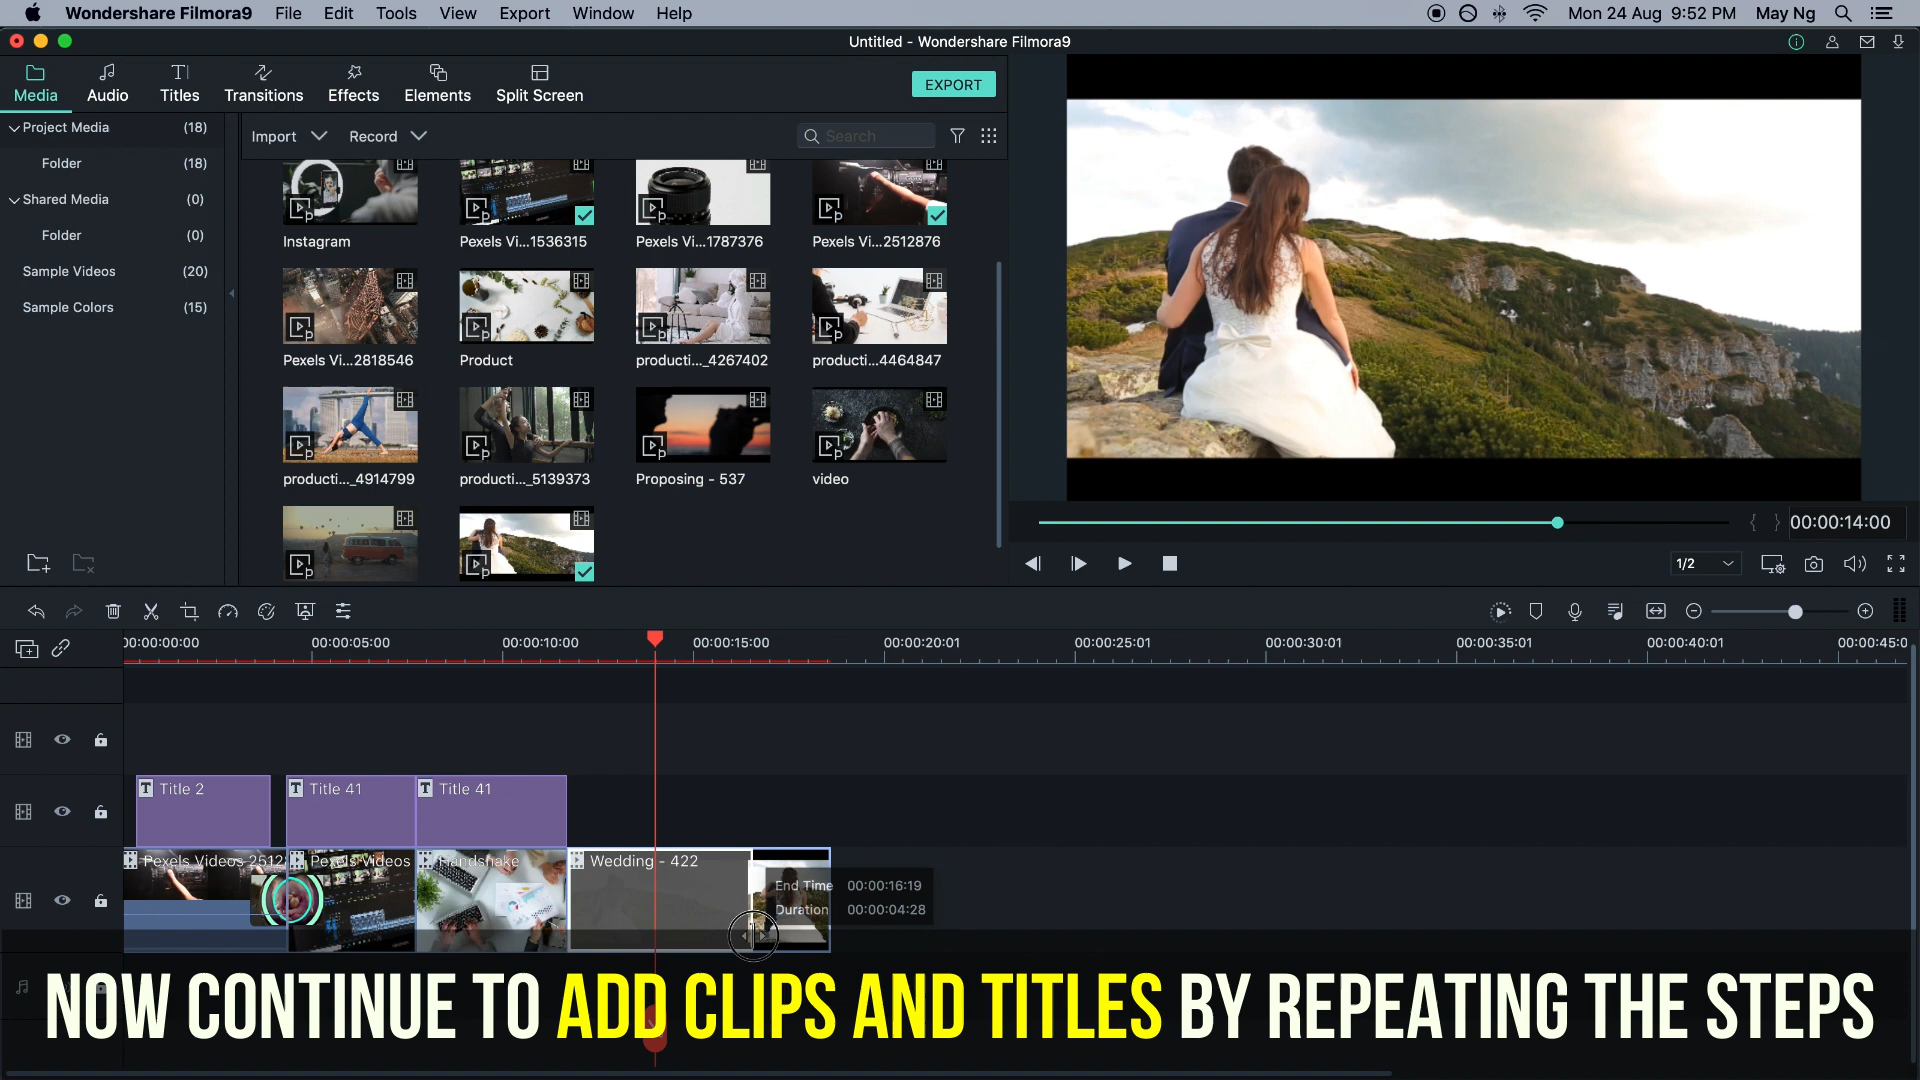 Wondershare Filmora9 File Edit Tools View Export Window Help Mon 24 Aug 9:52 PM May Ng
Untitled - Wondershare Filmora9
Media Audio Titles Transitions Effects Elements Split Screen EXPORT
Project Media (18)
Folder (18)
Shared Media (0)
Folder (0)
Sample Videos (20)
Sample Colors (15)
Import Record Search
Instagram Pexels Vi...1536315 Pexels Vi...1787376 Pexels Vi...2512876
Pexels Vi...2818546 Product producti..._4267402 producti...4464847
producti..._4914799 producti..._5139373 Proposing - 537 video
00:00:14:00
1/2
00:00:00:00 00:00:05:00 00:00:10:00 00:00:15:00 00:00:20:01 00:00:25:01 00:00:30:01 00:00:35:01 00:00:40:01 00:00:45:0
Title 2 Title 41 Title 41
Pexels Videos 2512 Pexels Videos Handshake Wedding - 422
End Time 00:00:16:19
Duration 00:00:04:28
NOW CONTINUE TO ADD CLIPS AND TITLES BY REPEATING THE STEPS